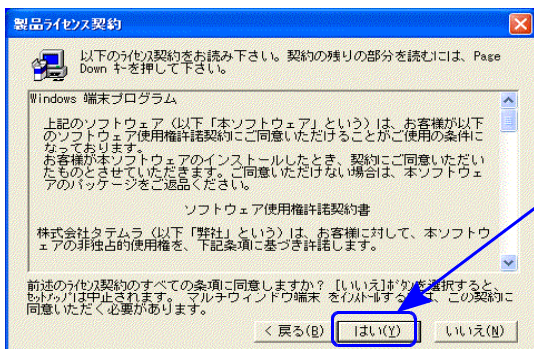 製品ライセンス契約
以下のライセンス契約をお読み下さい。契約の残りの部分を読むには、Page
Down キーを押して下さい。
Windows 端末プログラム
上記のソフトウェア（以下「本ソフトウェア」という）は、お客様が以下
のソフトウェア使用権許諾契約にご同意いただけることがご使用の条件に
なっております。
お客様が本ソフトウェアのインストールしたとき、契約にご同意いただい
たものとさせていただきます。ご同意いただけない場合は、本ソフトウェ
アのパッケージをご返品ください。
ソフトウェア使用権許諾契約書
株式会社タテムラ（以下「弊社」という）は、お客様に対して、本ソフトウ
ェアの非独占的使用権を、下記条項に基づき許諾します。
前述のライセンス契約のすべての条項に同意しますか？ [いいえ]ボタンを選択すると、
セットアップは中止されます。 マルチウィンドウ端末 をインストールする は、この契約に
同意いただく必要があります。
< 戻る(B)
はい(Y)
いいえ(N)